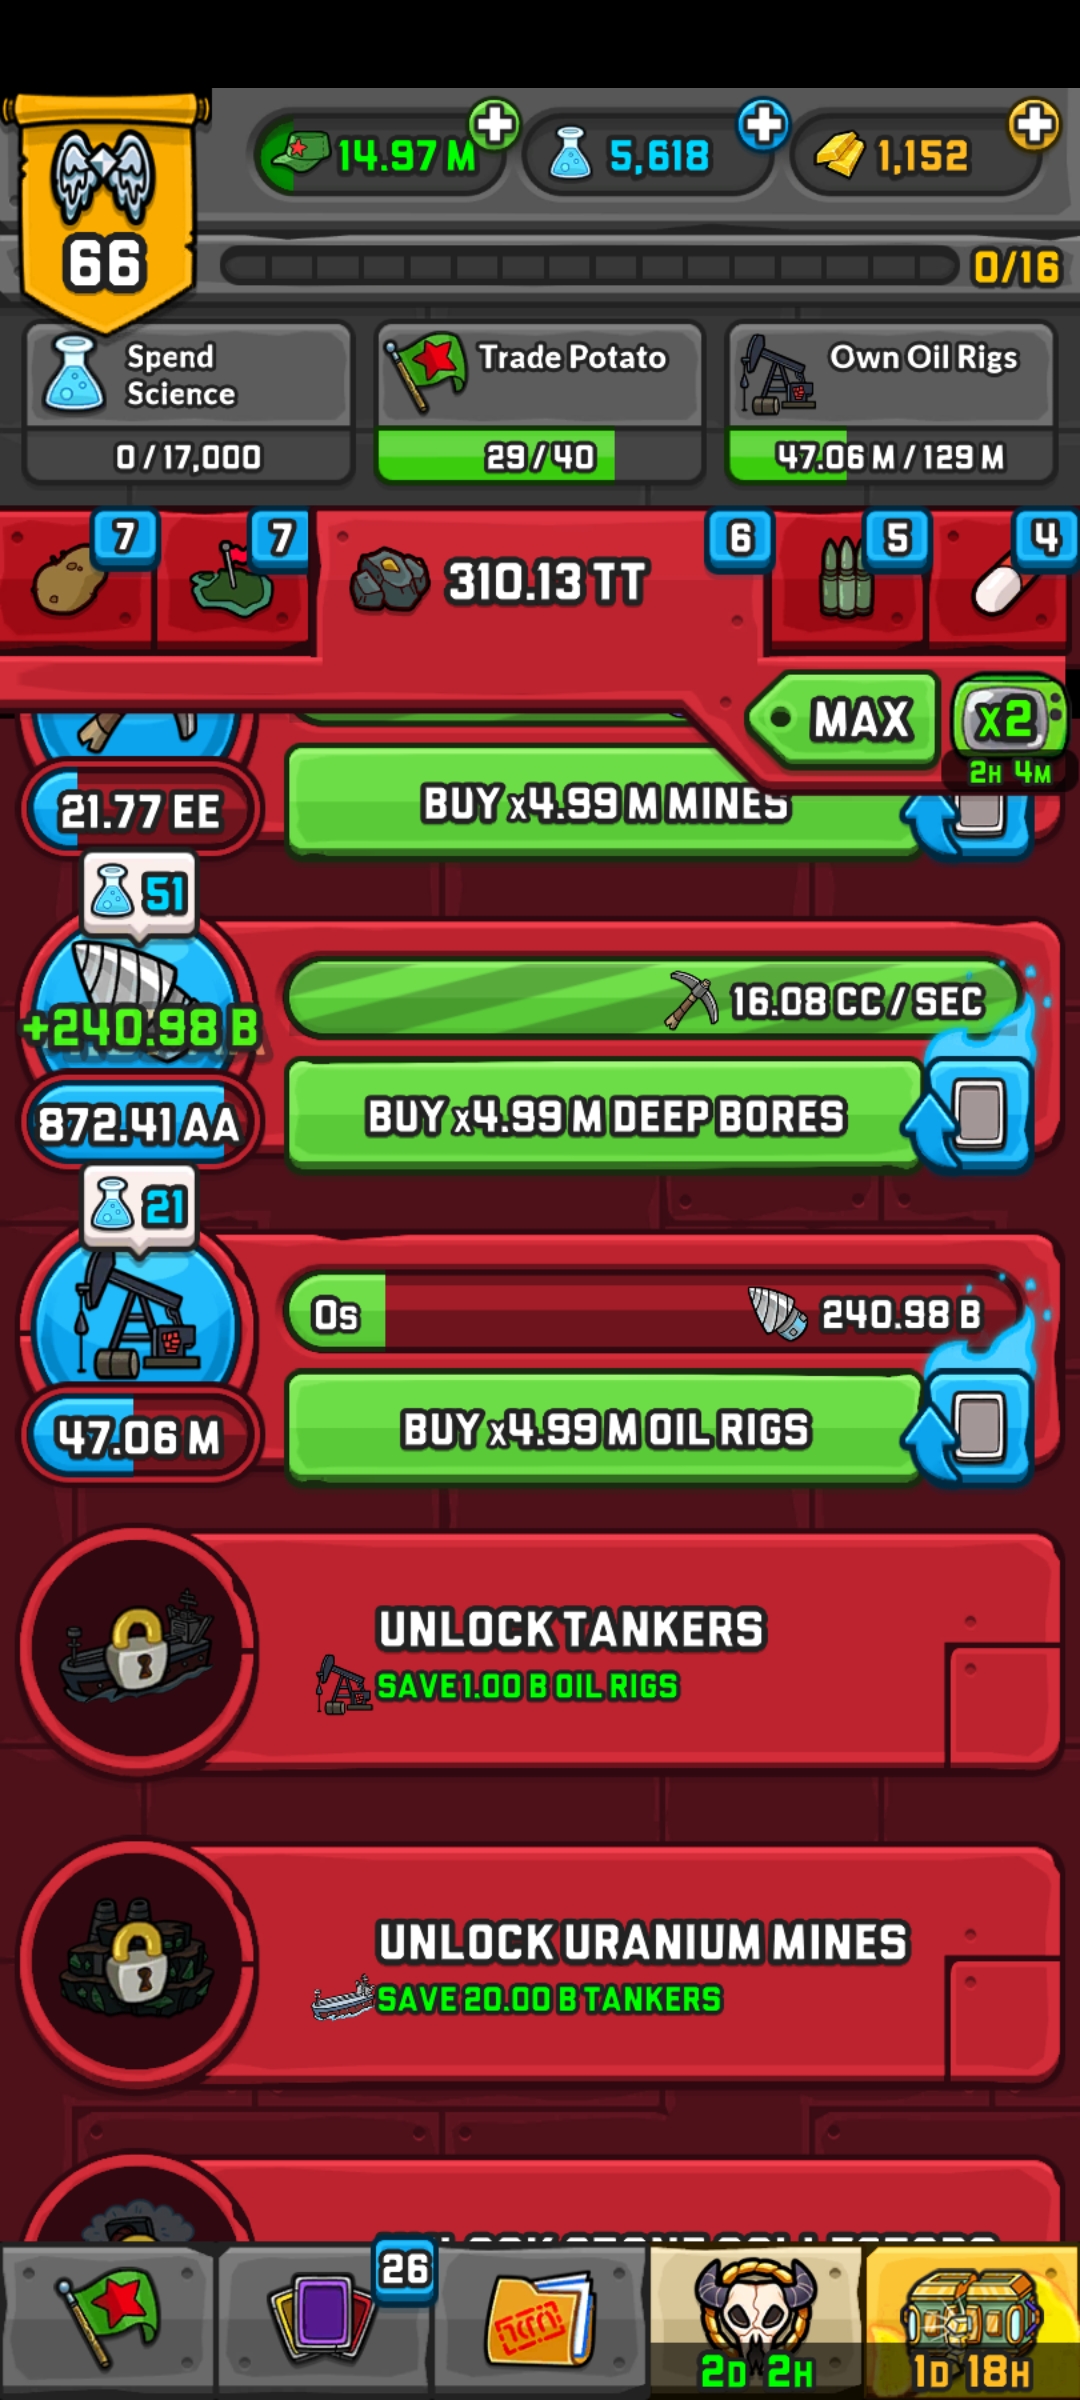 14.97 M
5,618
1,152
66
0/16
Spend
Science
0 / 17,000
Trade Potato
29 / 40
Own Oil Rigs
47.06 M / 129 M
7
7
310.13 TT
6
5
4
MAX
x2
2H 4M
21.77 EE
BUY x4.99 M MINES
51
+240.98 B
16.08 CC / SEC
872.41 AA
BUY x4.99 M DEEP BORES
21
0s
240.98 B
47.06 M
BUY x4.99 M OIL RIGS
UNLOCK TANKERS
SAVE 1.00 B OIL RIGS
UNLOCK URANIUM MINES
SAVE 20.00 B TANKERS
26
2D 2H
1D 18H